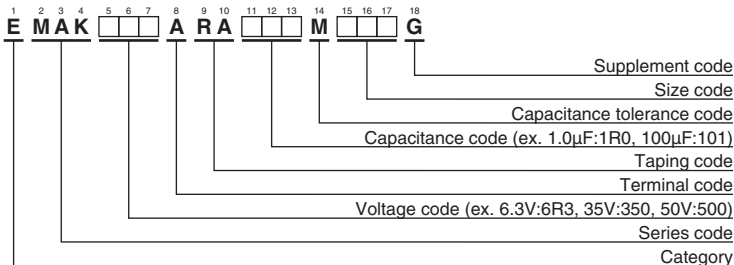 1 2 3 4 5 6 7 8 9 10 11 12 13 14 15 16 17 18
E MAK □□□ A RA □□□ M □□□ G
Supplement code
Size code
Capacitance tolerance code
Capacitance code (ex. 1.0μF:1R0, 100μF:101)
Taping code
Terminal code
Voltage code (ex. 6.3V:6R3, 35V:350, 50V:500)
Series code
Category